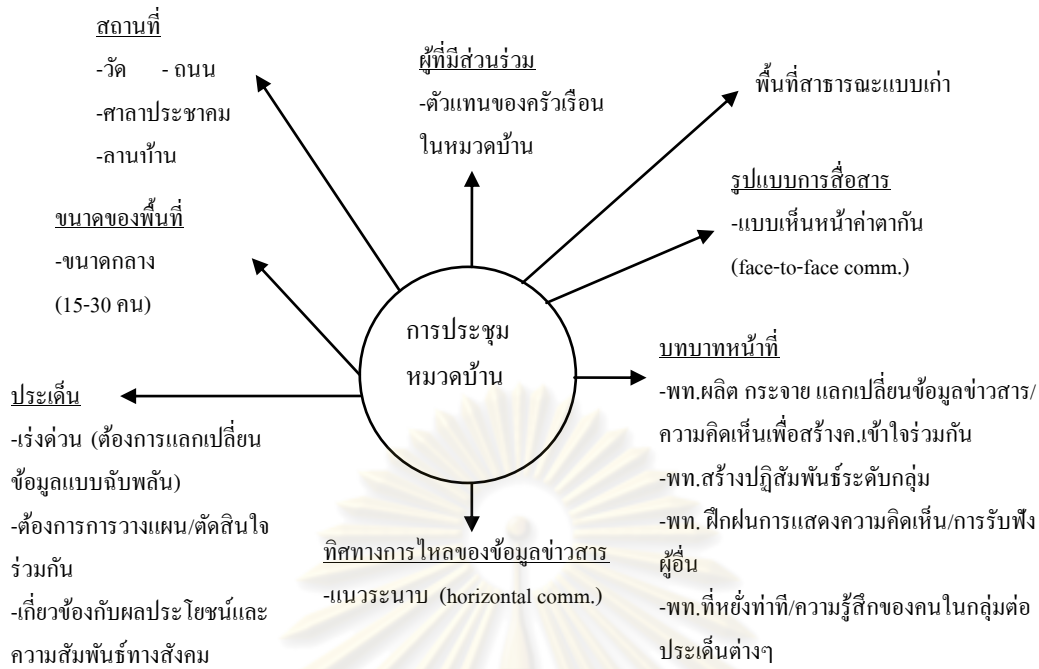 สถานที่
-วัด - ถนน
-ศาลาประชาคม
-ลานบ้าน
ผู้ที่มีส่วนร่วม
-ตัวแทนของครัวเรือน
ในหมวดบ้าน
พื้นที่สาธารณะแบบเก่า
รูปแบบการสื่อสาร
-แบบเห็นหน้าค่าตากัน
(face-to-face comm.)
ขนาดของพื้นที่
-ขนาดกลาง
(15-30 คน)
การประชุม
หมวดบ้าน
บทบาทหน้าที่
-พท.ผลิต กระจาย แลกเปลี่ยนข้อมูลข่าวสาร/
ความคิดเห็นเพื่อสร้างค.เข้าใจร่วมกัน
-พท.สร้างปฏิสัมพันธ์ระดับกลุ่ม
-พท. ฝึกฝนการแสดงความคิดเห็น/การรับฟัง
ผู้อื่น
-พท.ที่หยั่งท่าที/ความรู้สึกของคนในกลุ่มต่อ
ประเด็นต่างๆ
ประเด็น
-เร่งด่วน (ต้องการแลกเปลี่ยน
ข้อมูลแบบฉับพลัน)
-ต้องการการวางแผน/ตัดสินใจ
ร่วมกัน
-เกี่ยวข้องกับผลประโยชน์และ
ความสัมพันธ์ทางสังคม
ทิศทางการไหลของข้อมูลข่าวสาร
-แนวระนาบ (horizontal comm.)